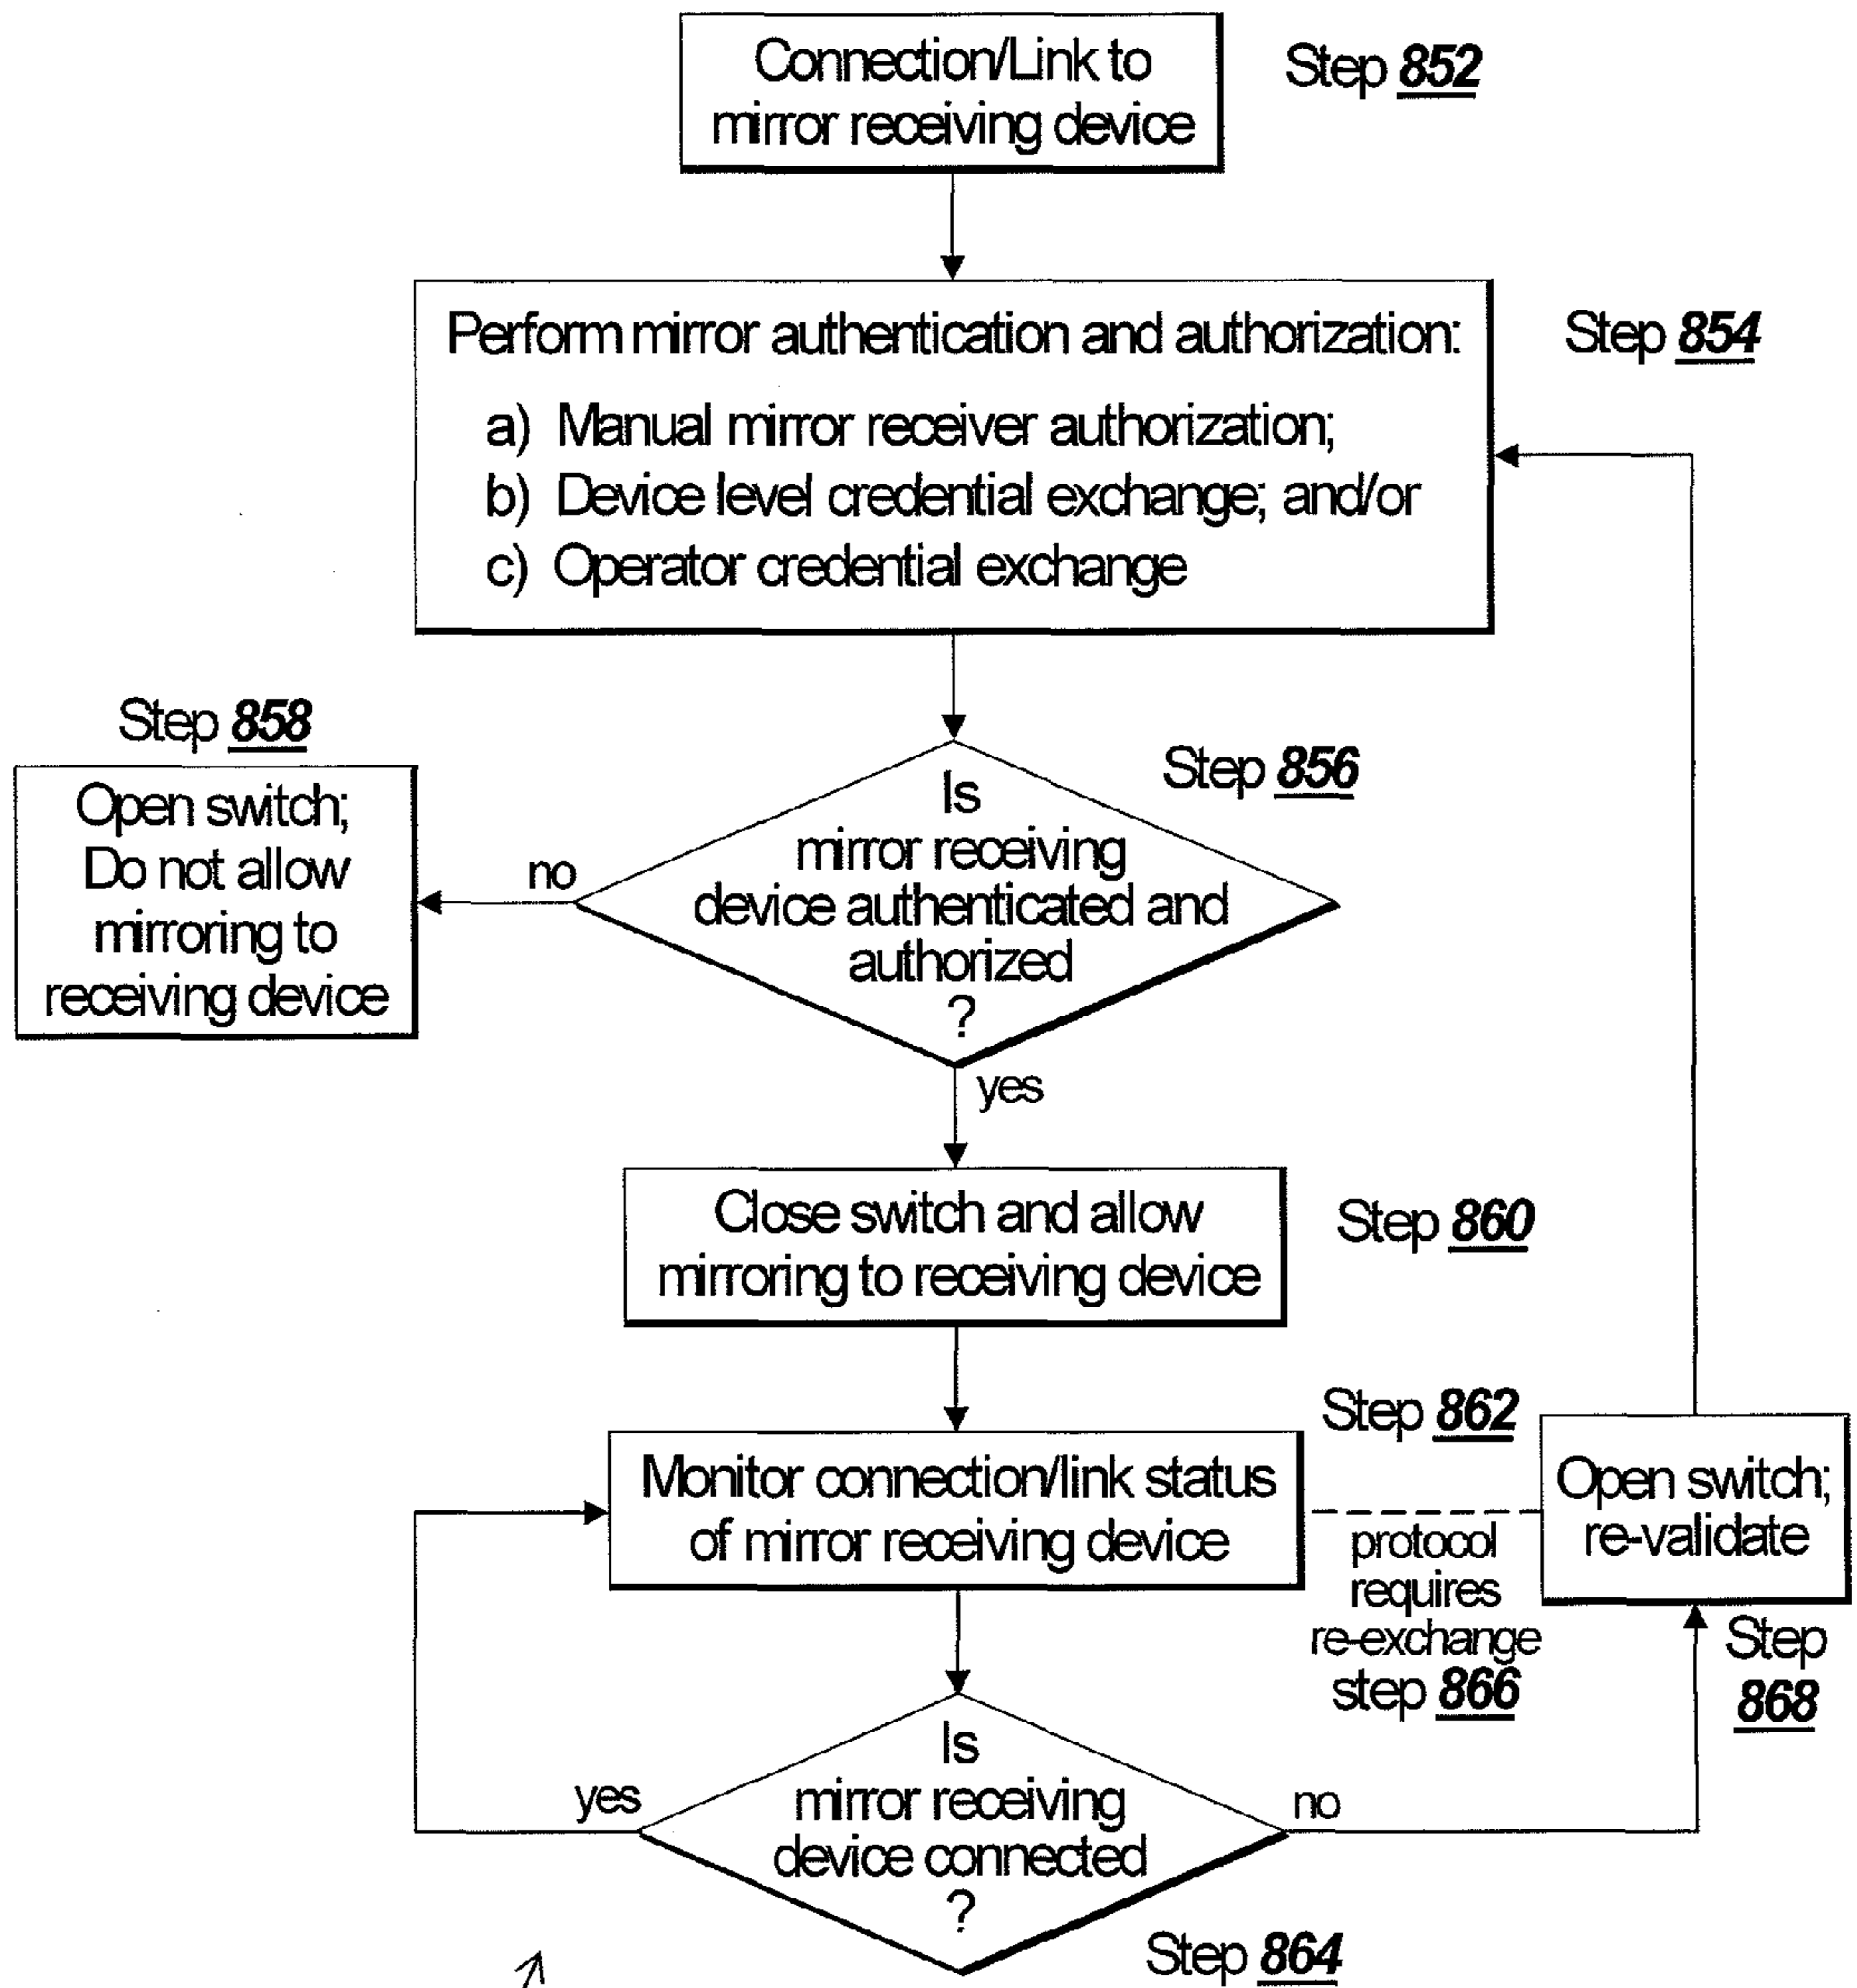 Connection/Link to
mirror receiving device
Step 852
Perform mirror authentication and authorization:
a) Manual mirror receiver authorization;
b) Device level credential exchange; and/or
c) Operator credential exchange
Step 854
Step 858
Open switch;
Do not allow
mirroring to
receiving device
no
Step 856
Is
mirror receiving
device authenticated and
authorized
?
yes
Close switch and allow
mirroring to receiving device
Step 860
Step 862
Monitor connection/link status
of mirror receiving device
protocol
requires
re-exchange
step 866
Open switch;
re-validate
Step
868
yes
Is
mirror receiving
device connected
?
no
Step 864